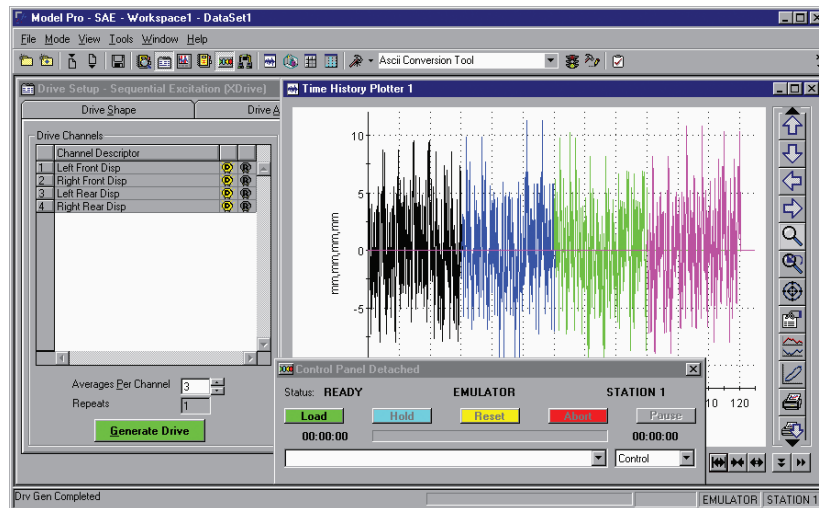 Model Pro - SAE - Workspace1 - DataSet1
File Mode View Tools Window Help
Ascii Conversion Tool
Drive Setup - Sequential Excitation (XDrive)
Time History Plotter 1
Drive Shape
Drive A
Drive Channels
Channel Descriptor
1 Left Front Disp D R
2 Right Front Disp D R
3 Left Rear Disp D R
4 Right Rear Disp D R
10
5
0
-5
mm,mm,mm,mm
Averages Per Channel 3
Repeats 1
Generate Drive
Control Panel Detached
Status: READY EMULATOR STATION 1
Load Hold Reset Abort Pause
00:00:00 00:00:00
Control
10 120
Drv Gen Completed
EMULATOR STATION 1